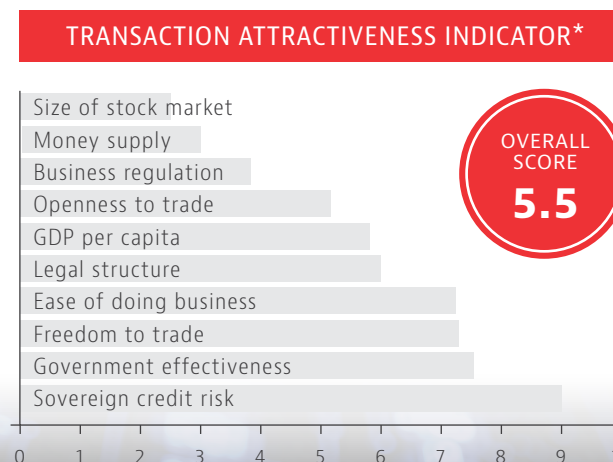 TRANSACTION ATTRACTIVENESS INDICATOR*
Size of stock market
Money supply
Business regulation
Openness to trade
GDP per capita
Legal structure
Ease of doing business
Freedom to trade
Government effectiveness
Sovereign credit risk
OVERALL
SCORE
5.5
0 1 2 3 4 5 6 7 8 9